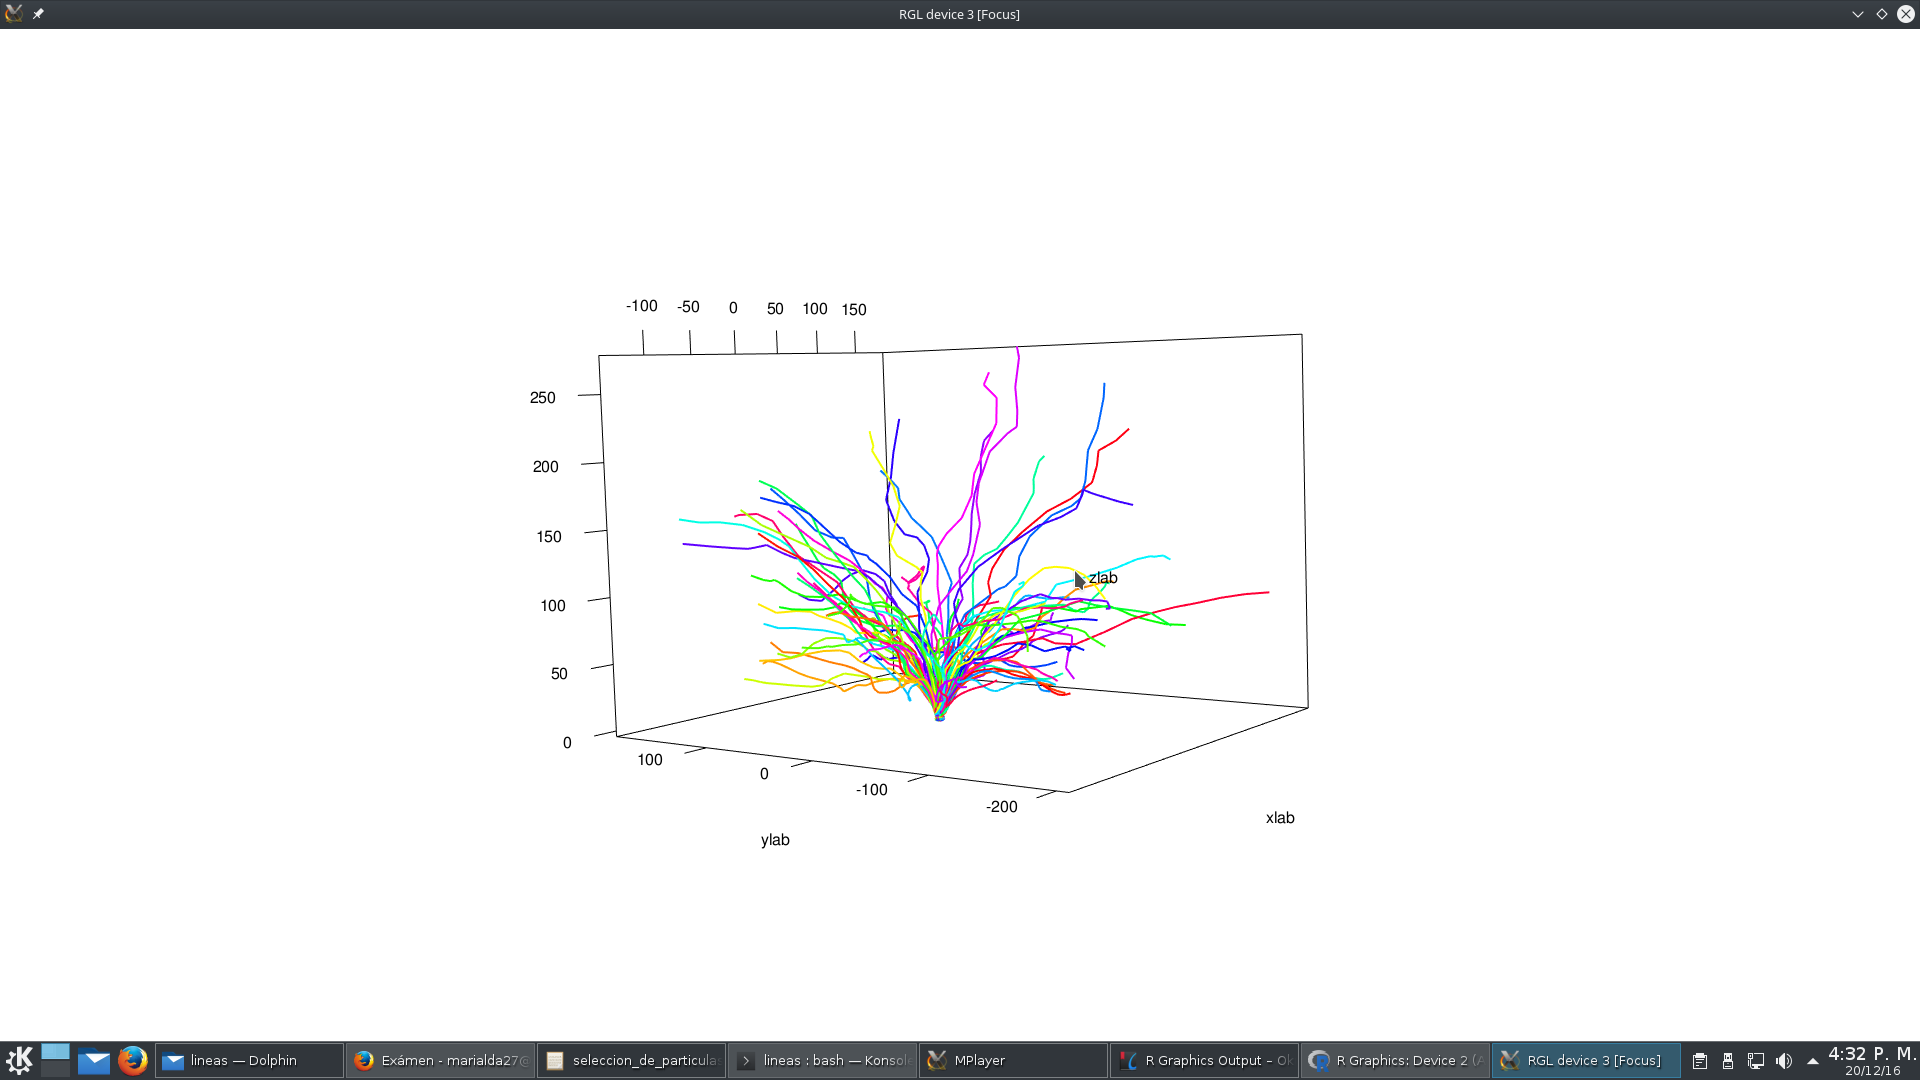 RGL device 3 [Focus]
-100 -50 0 50 100 150
250
200
150
100
50
0
zlab
100
0
-100
-200
ylab
xlab
lineas — Dolphin
Exámen - marialda27@
seleccion_de_particula
lineas : bash — Konsol
MPlayer
R Graphics Output – Ok
R Graphics: Device 2 (A
RGL device 3 [Focus]
4:32 P. M.
20/12/16